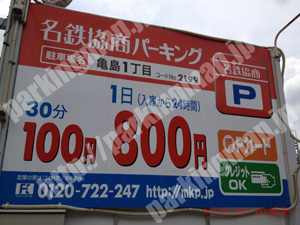 名鉄協商パーキング
駐車場名 亀島1丁目 コードNo.2199
名鉄協商
P
1日(入庫から24時間)
30分
100円 800円
Pカード
クレジット
OK
0120-722-247 http://mkp.jp